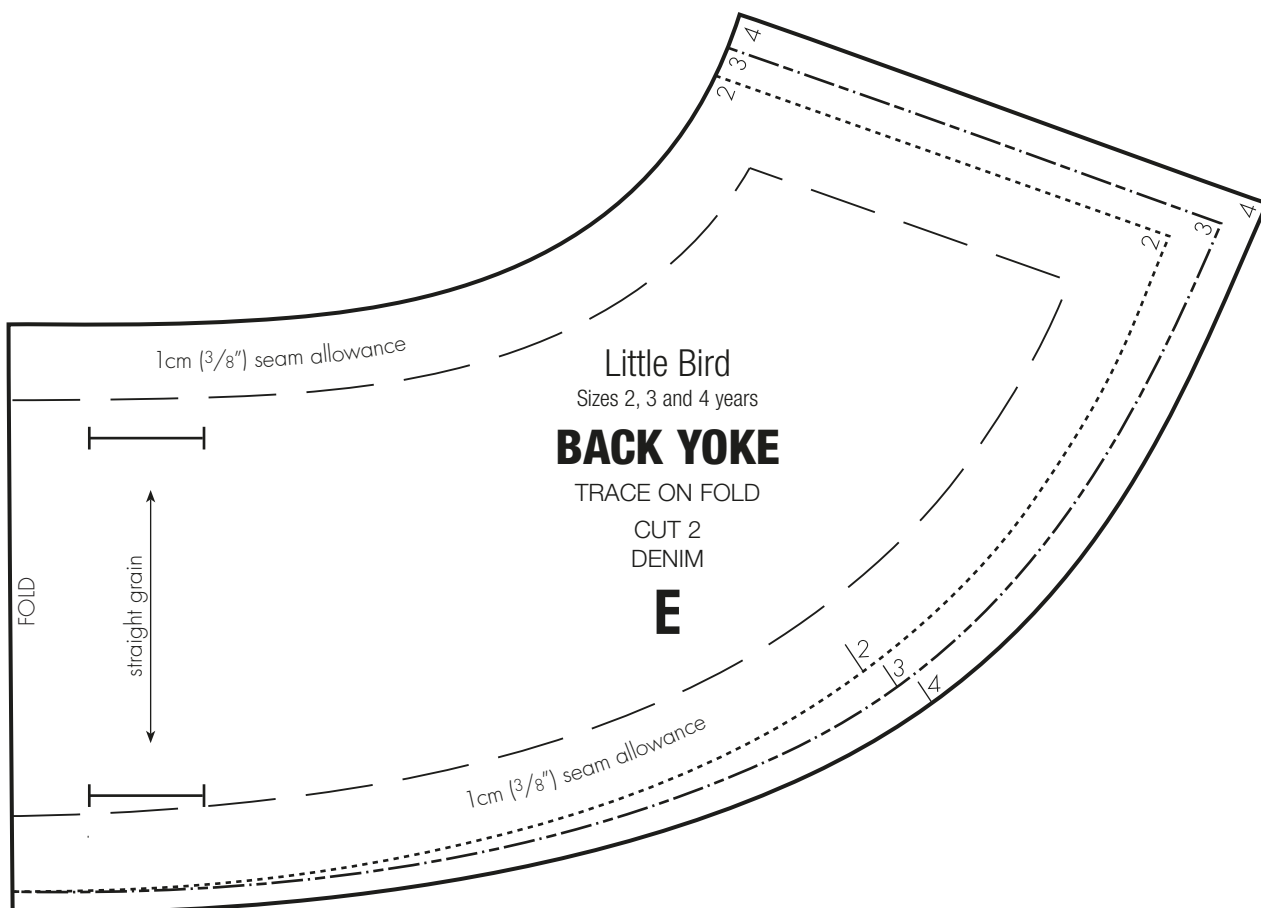 4
3
2
4
3
2
1cm (3/8") seam allowance
Little Bird
Sizes 2, 3 and 4 years
BACK YOKE
TRACE ON FOLD
CUT 2
DENIM
E
FOLD
straight grain
2
3
4
1cm (3/8") seam allowance